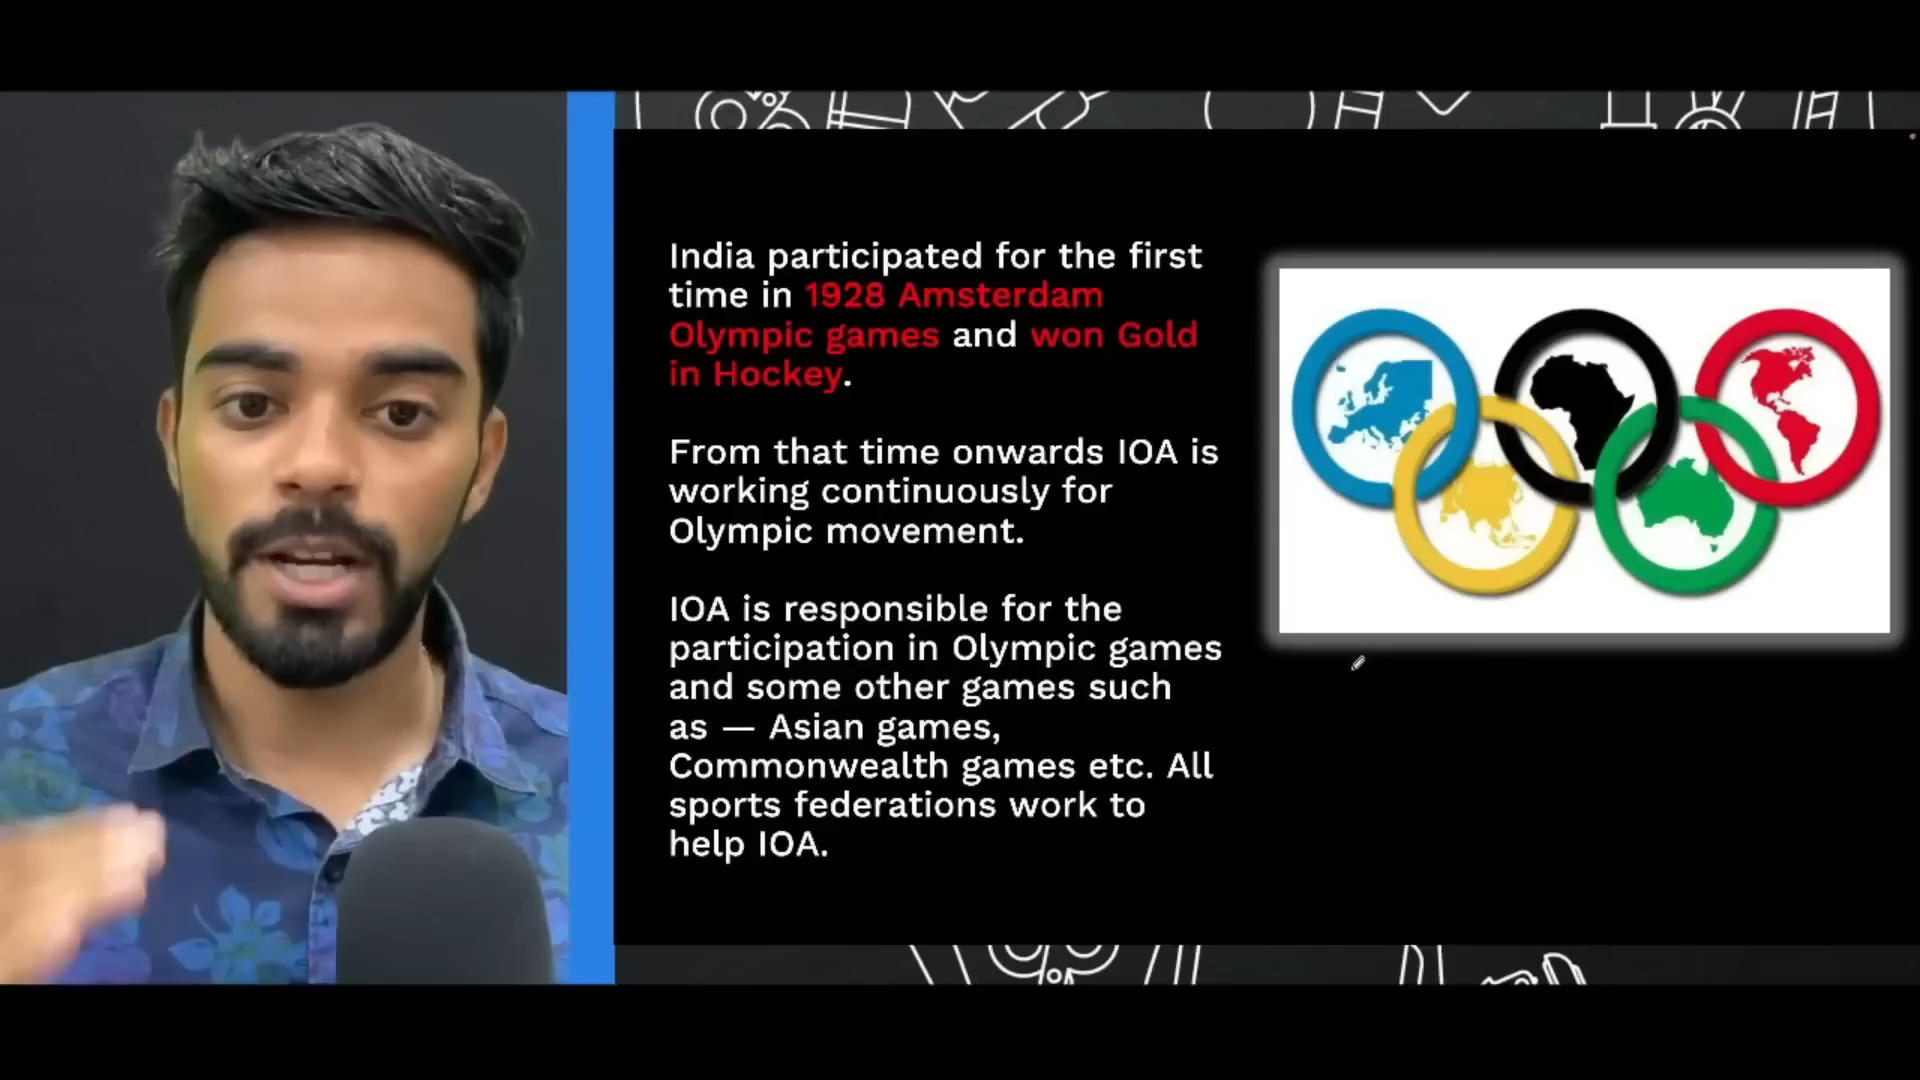 India participated for the first
time in 1928 Amsterdam
Olympic games and won Gold
in Hockey.
From that time onwards IOA is
working continuously for
Olympic movement.
IOA is responsible for the
participation in Olympic games
and some other games such
as — Asian games,
Commonwealth games etc. All
sports federations work to
help IOA.